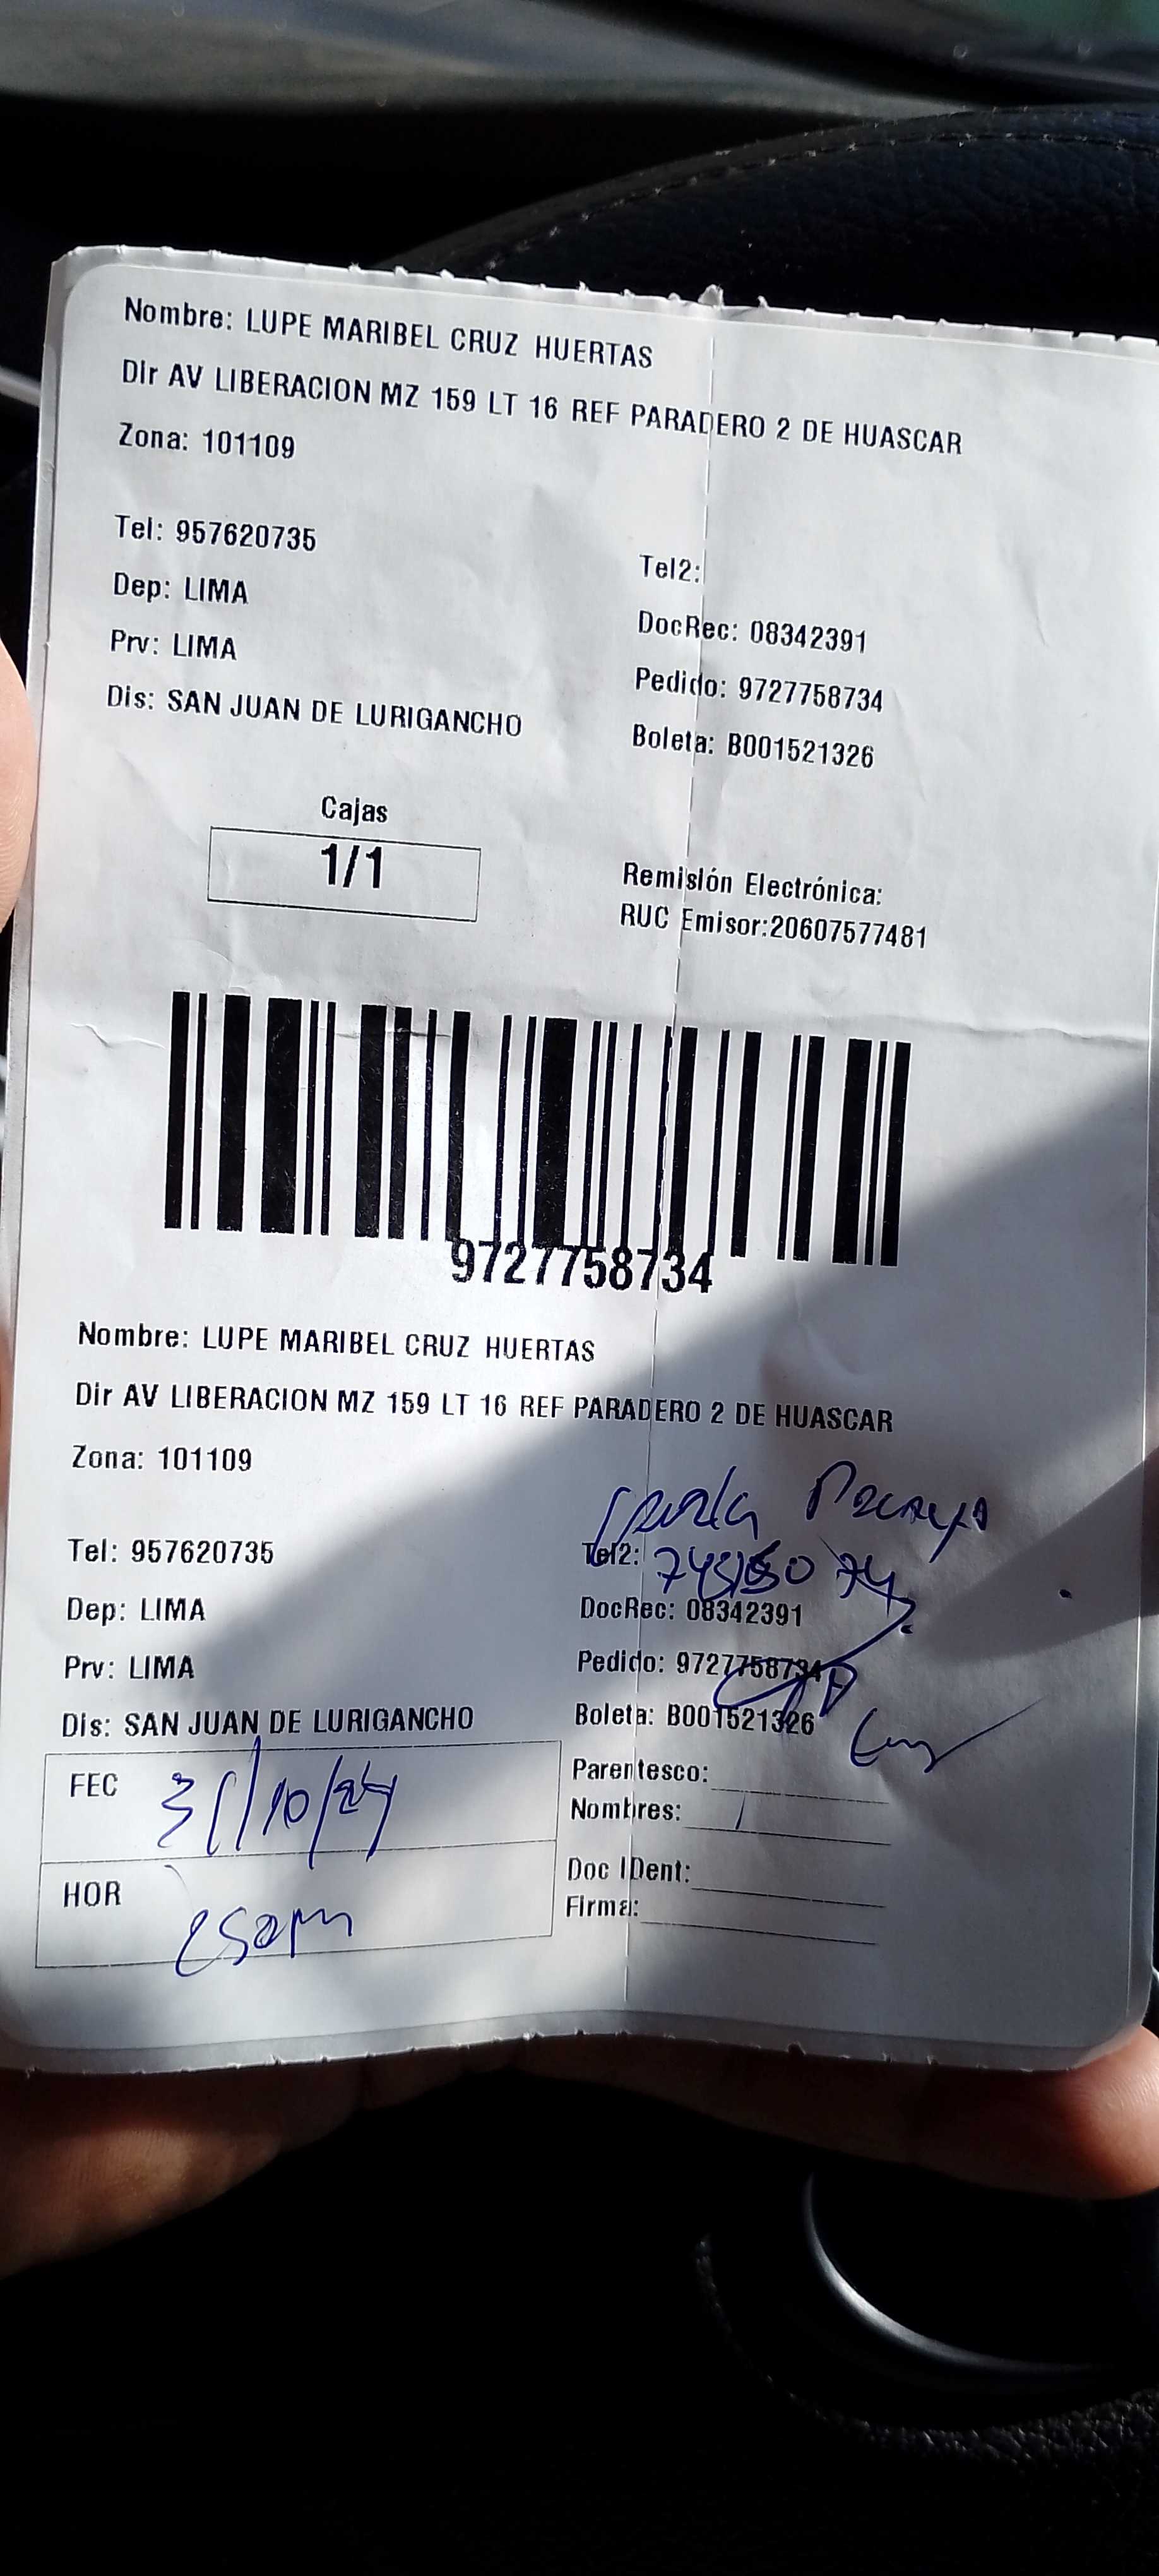 Nombre: LUPE MARIBEL CRUZ HUERTAS
Dir AV LIBERACION MZ 159 LT 16 REF PARADERO 2 DE HUASCAR
Zona: 101109
Tel: 957620735
Tel2:
Dep: LIMA
DocRec: 08342391
Prv: LIMA
Pedido: 9727758734
Dis: SAN JUAN DE LURIGANCHO
Boleta: B001521326
Cajas
1/1
Remisión Electrónica:
RUC Emisor:20607577481
9727758734
Nombre: LUPE MARIBEL CRUZ HUERTAS
Dir AV LIBERACION MZ 159 LT 16 REF PARADERO 2 DE HUASCAR
Zona: 101109
Tel: 957620735
Tel2:
Dep: LIMA
DocRec: 08342391
Prv: LIMA
Pedido: 9727758734
Dis: SAN JUAN DE LURIGANCHO
Boleta: B001521326
FEC 31/10/24
Parentesco:
Nombres:
HOR
Doc IDent:
Firma: